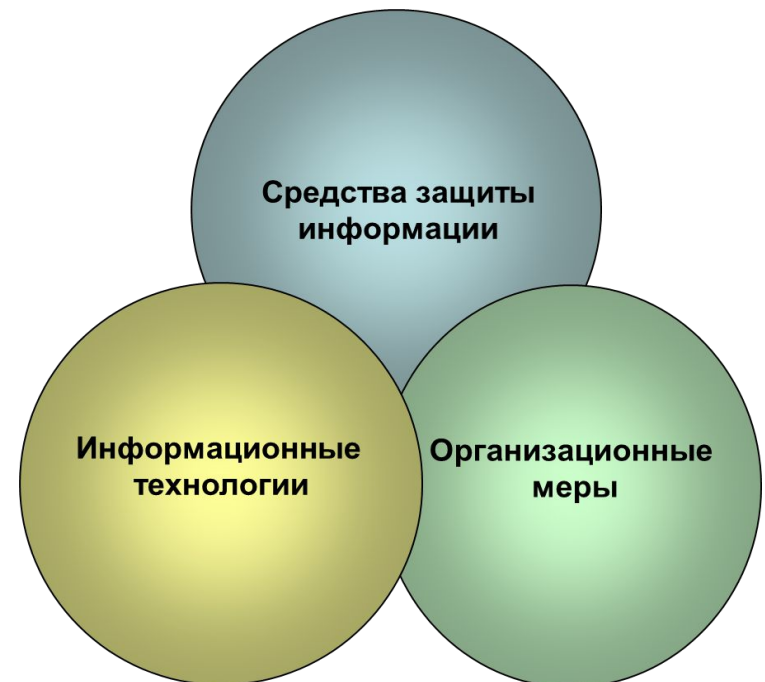 Средства защиты
информации
Информационные
технологии
Организационные
меры